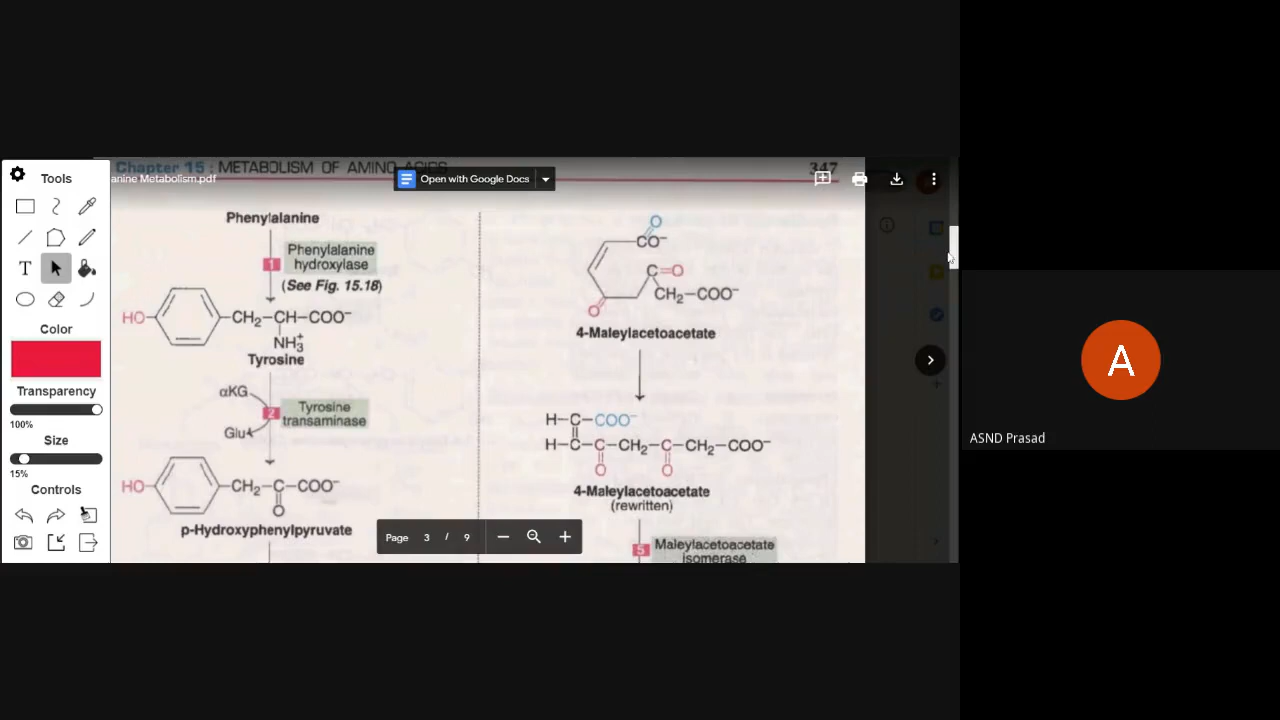 Chapter 15 : METABOLISM OF AMINO ACIDS 347
anine Metabolism.pdf
Open with Google Docs
Tools
T
Color
Transparency
100%
Size
15%
Controls
Phenylalanine
1
Phenylalanine
hydroxylase
(See Fig. 15.18)
HO
CH2–CH–COO−
NH3+
Tyrosine
αKG
2
Tyrosine
transaminase
Glu
HO
CH2–C–COO−
O
p-Hydroxyphenylpyruvate
O
CO−
C=O
CH2–COO−
O
4-Maleylacetoacetate
H–C–COO−
H–C–C–CH2–C–CH2–COO−
O O
4-Maleylacetoacetate
(rewritten)
5
Maleylacetoacetate
isomerase
Page 3 / 9
A
ASND Prasad